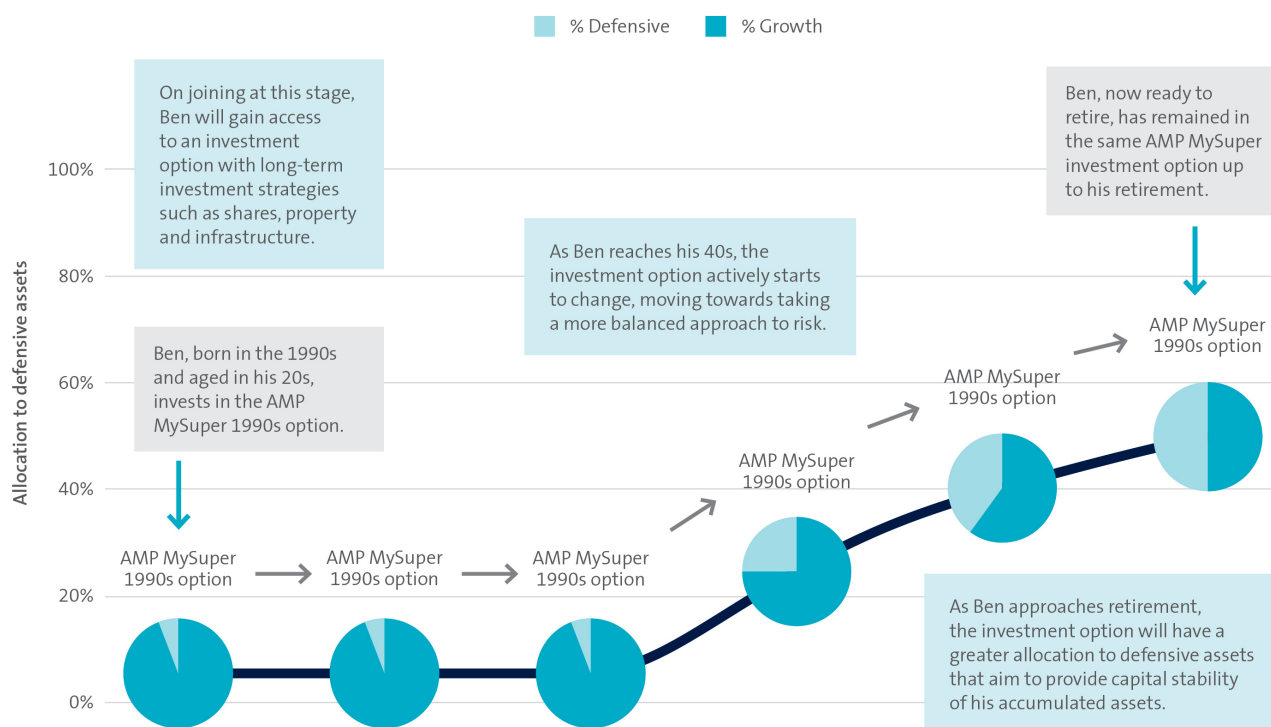 % Defensive
% Growth
On joining at this stage,
Ben will gain access
to an investment
option with long-term
investment strategies
such as shares, property
and infrastructure.
Ben, now ready to
retire, has remained in
the same AMP MySuper
investment option up
to his retirement.
As Ben reaches his 40s, the
investment option actively starts
to change, moving towards taking
a more balanced approach to risk.
Ben, born in the 1990s
and aged in his 20s,
invests in the AMP
MySuper 1990s option.
Allocation to defensive assets
100%
80%
60%
40%
20%
0%
AMP MySuper
1990s option
AMP MySuper
1990s option
AMP MySuper
1990s option
AMP MySuper
1990s option
AMP MySuper
1990s option
AMP MySuper
1990s option
As Ben approaches retirement,
the investment option will have a
greater allocation to defensive assets
that aim to provide capital stability
of his accumulated assets.